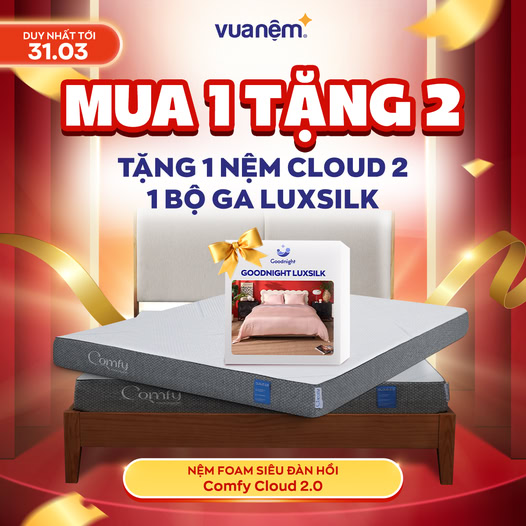 DUY NHẤT TỚI
31.03
vuanệm
MUA 1 TẶNG 2
TẶNG 1 NỆM CLOUD 2
1 BỘ GA LUXSILK
Goodnight
GOODNIGHT LUXSILK
Comfy
Comfy
NỆM FOAM SIÊU ĐÀN HỒI
Comfy Cloud 2.0